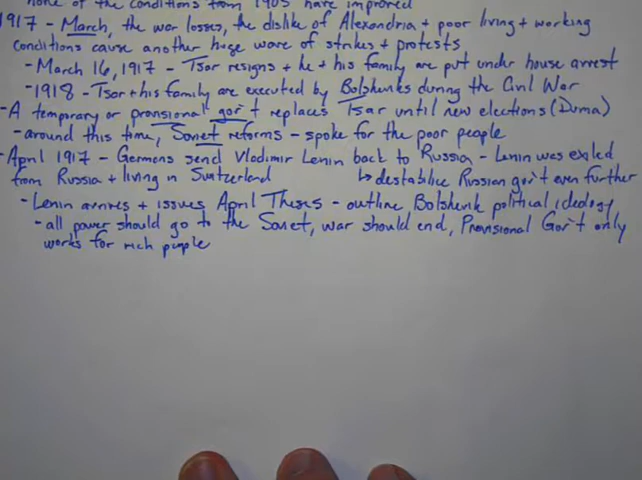 none of the conditions from 1905 have improved
1917 - March, the war losses, the dislike of Alexandria + poor living + working
conditions cause another huge wave of strikes + protests
- March 16, 1917 - Tsar resigns + he + his family are put under house arrest
- 1918 - Tsar + his family are executed by Bolsheviks during the Civil War
- A temporary or provisional gov't replaces Tsar until new elections (Duma)
- around this time, Soviet reforms - spoke for the poor people
- April 1917 - Germans send Vladimir Lenin back to Russia - Lenin was exiled
from Russia + living in Switzerland ↳ destabilize Russian gov't even further
- Lenin arrives + issues April Theses - outline Bolshevik political ideology
- all power should go to the Soviet, war should end, Provisional Gov't only
works for rich people